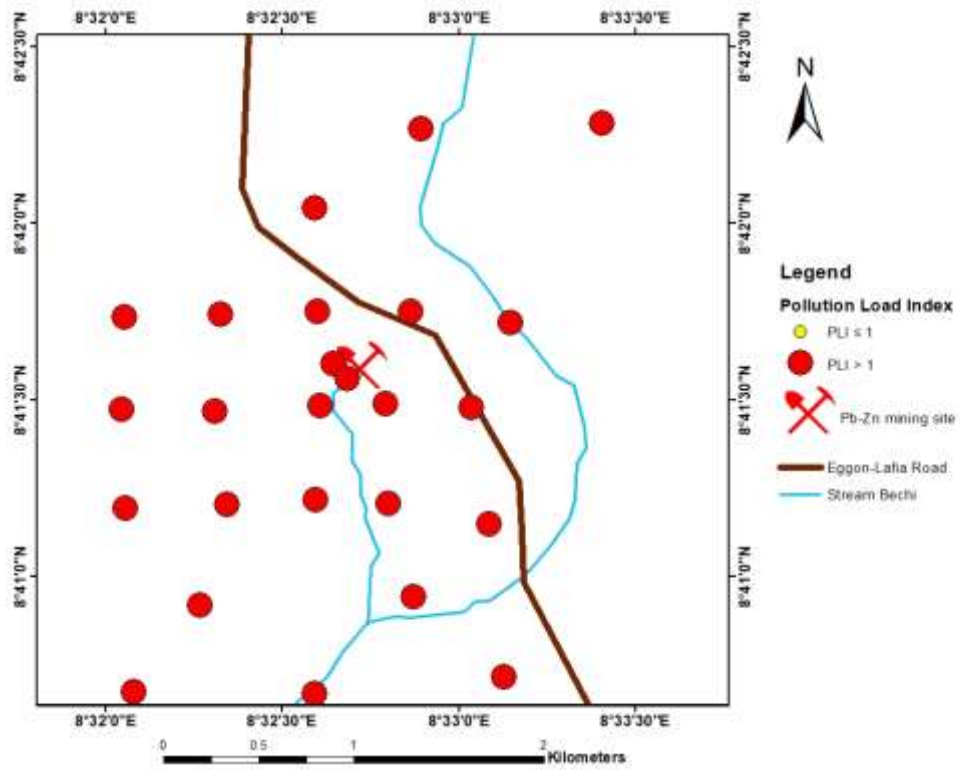 8°32'0"E 8°32'30"E 8°33'0"E 8°33'30"E
8°42'30"N 8°42'30"N
N
8°42'0"N 8°42'0"N
Legend
Pollution Load Index
PLI ≤ 1
PLI > 1
8°41'30"N 8°41'30"N
Pb-Zn mining site
Eggon-Lafia Road
Stream Bechi
8°41'0"N 8°41'0"N
8°32'0"E 8°32'30"E 8°33'0"E 8°33'30"E
0 0.5 1 2
Kilometers